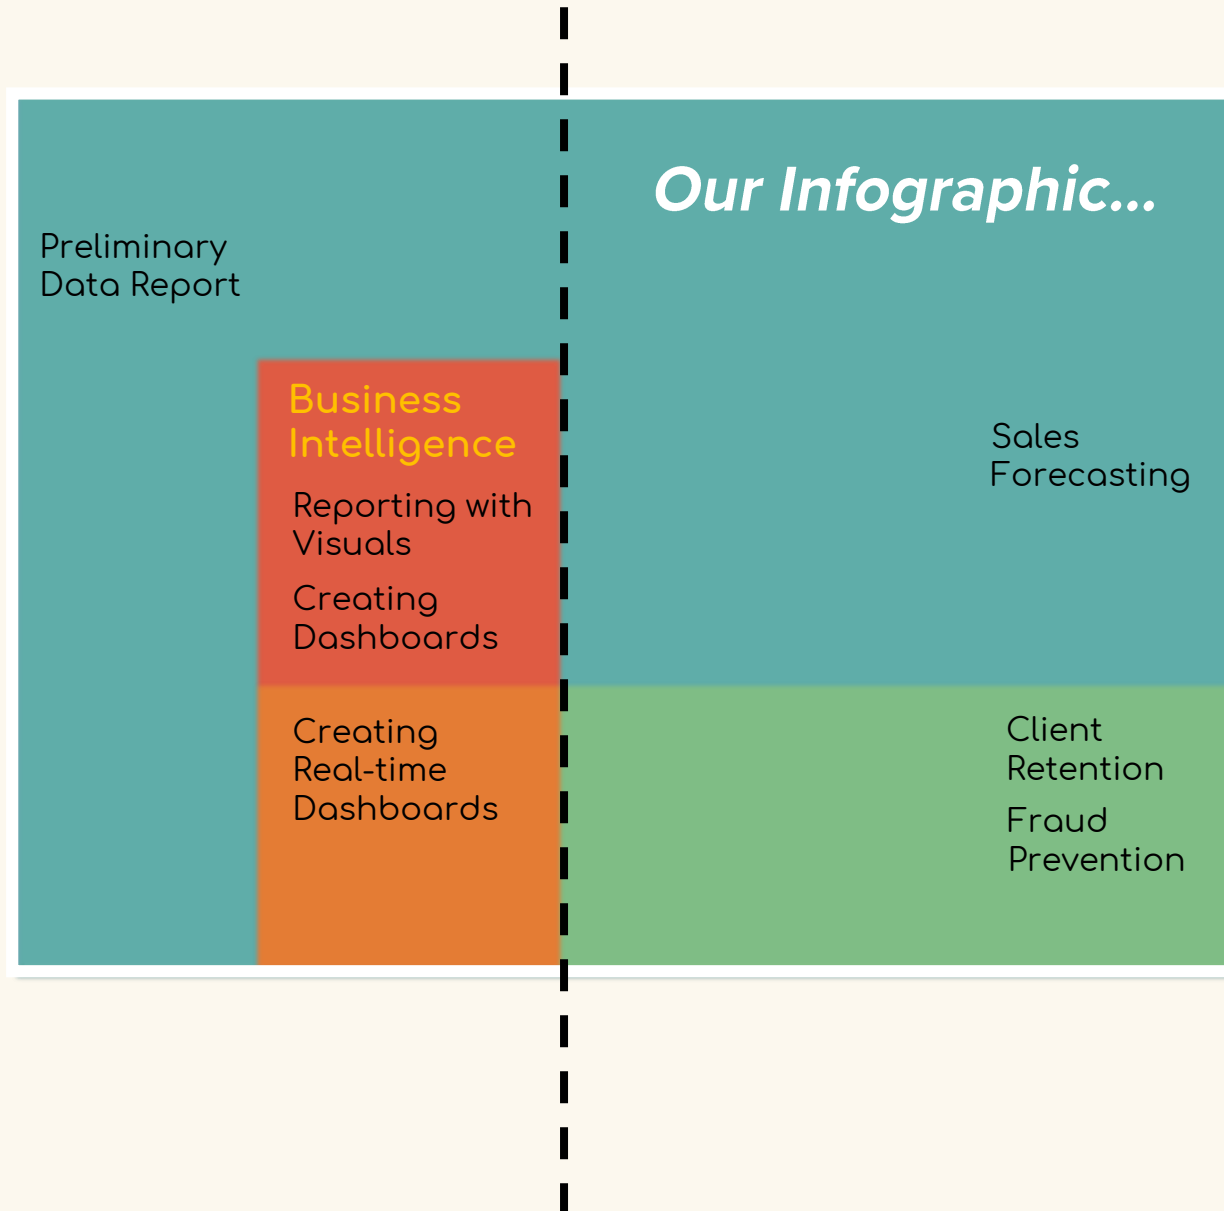 Our Infographic...
Preliminary
Data Report
Business
Intelligence
Reporting with
Visuals
Creating
Dashboards
Creating
Real-time
Dashboards
Sales
Forecasting
Client
Retention
Fraud
Prevention